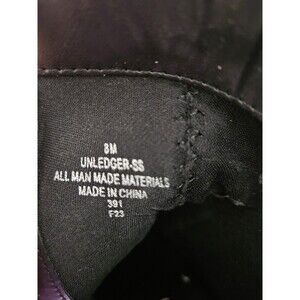 8M
UNLEDGER-SS
ALL MAN MADE MATERIALS
MADE IN CHINA
391
F23